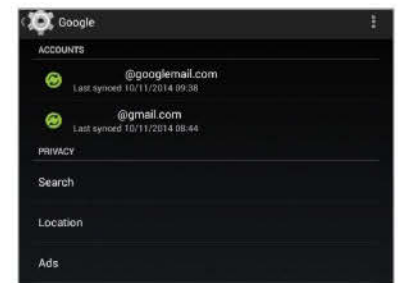 Google
ACCOUNTS
@googlemail.com
Last synced 10/11/2014 09:38
@gmail.com
Last synced 10/11/2014 08:44
PRIVACY
Search
Location
Ads